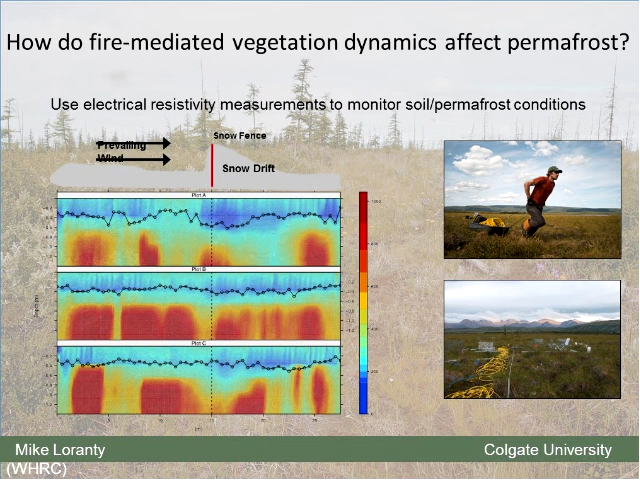 How do fire-mediated vegetation dynamics affect permafrost?
Use electrical resistivity measurements to monitor soil/permafrost conditions
Snow Fence
Prevailing
Wind
Snow Drift
Plot A
Plot B
Plot C
Mike Loranty
(WHRC)
Colgate University